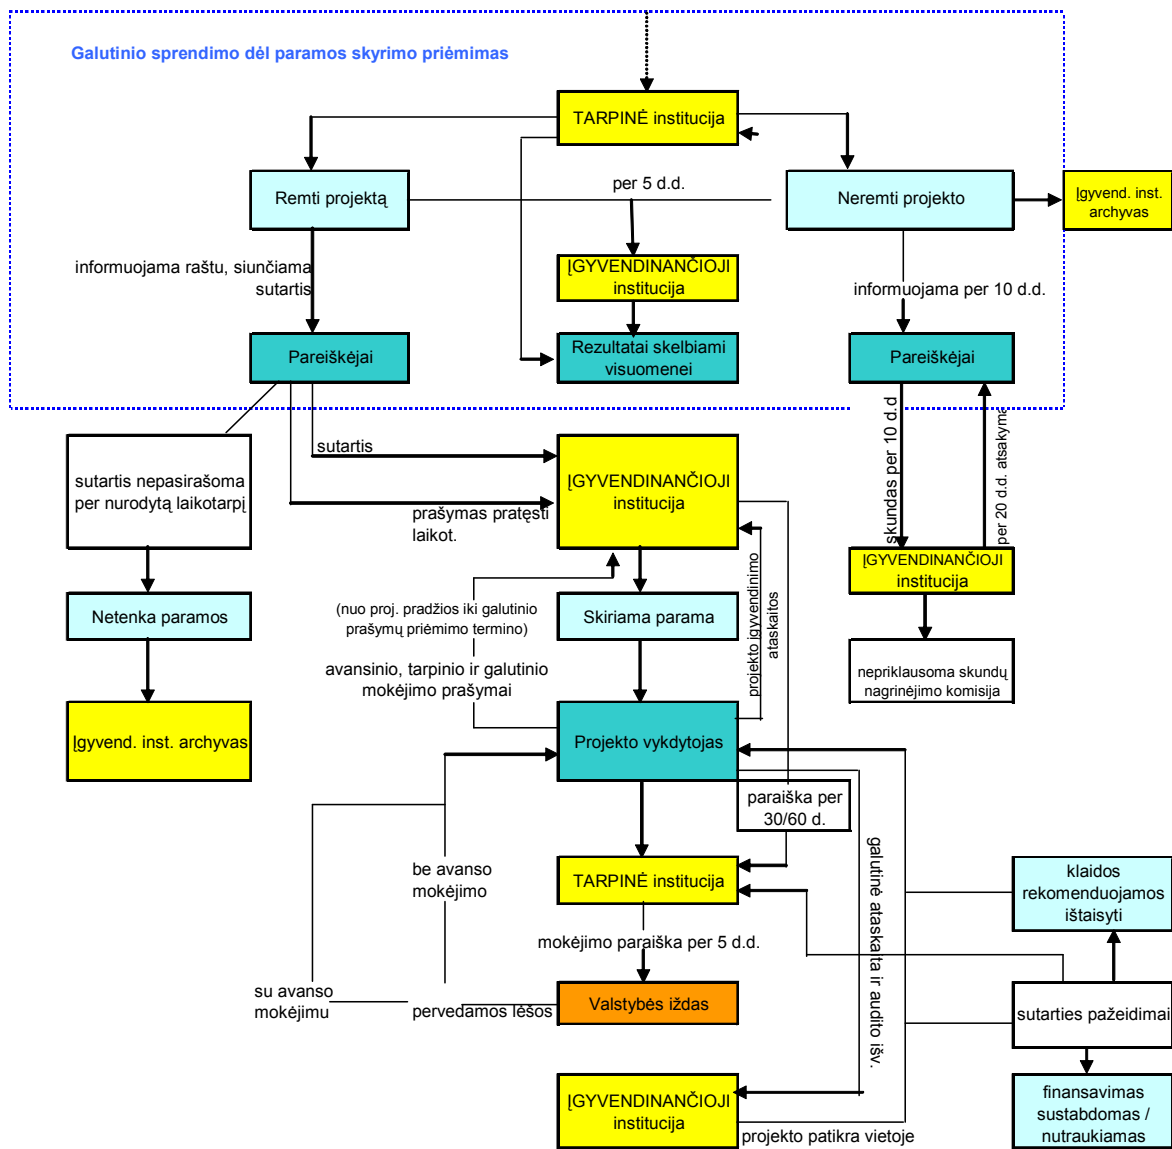 Galutinio sprendimo dėl paramos skyrimo priėmimas
TARPINĖ institucija
Remti projektą
per 5 d.d.
Neremti projekto
Įgyvend. inst.
archyvas
informuojama raštu, siunčiama
sutartis
ĮGYVENDINANČIOJI
institucija
informuojama per 10 d.d.
Pareiškėjai
Rezultatai skelbiami
visuomenei
Pareiškėjai
sutartis nepasirašoma
per nurodytą laikotarpį
sutartis
prašymas pratęsti
laikot.
ĮGYVENDINANČIOJI
institucija
skundas per 10 d.d
per 20 d.d. atsakyma
ĮGYVENDINANČIOJI
institucija
Netenka paramos
(nuo proj. pradžios iki galutinio
prašymų priėmimo termino)
Skiriama parama
projekto įgyvendinimo
ataskaitos
avansinio, tarpinio ir galutinio
mokėjimo prašymai
nepriklausoma skundų
nagrinėjimo komisija
Įgyvend. inst. archyvas
Projekto vykdytojas
paraiška per
30/60 d.
be avanso
mokėjimo
TARPINĖ institucija
galutinė ataskaita ir audito išv.
klaidos
rekomenduojamos
ištaisyti
mokėjimo paraiška per 5 d.d.
su avanso
mokėjimu
pervedamos lėšos
Valstybės iždas
sutarties pažeidimai
ĮGYVENDINANČIOJI
institucija
projekto patikra vietoje
finansavimas
sustabdomas /
nutraukiamas